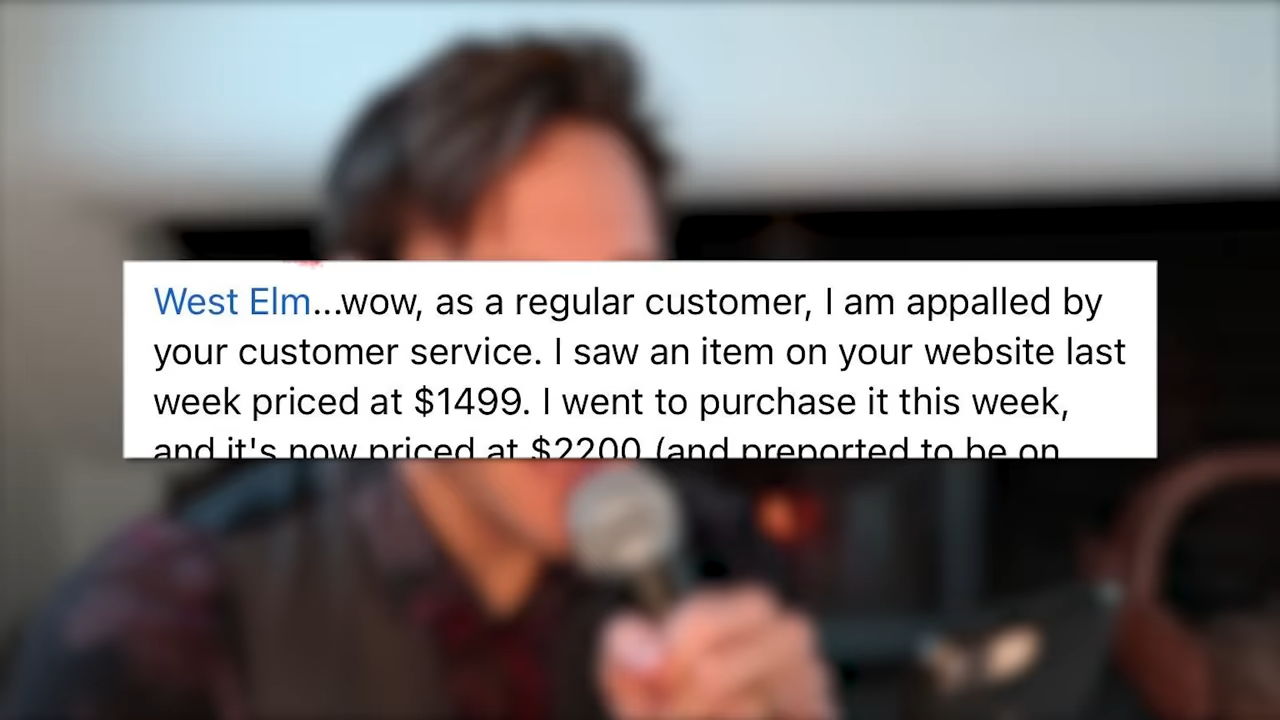 West Elm...wow, as a regular customer, I am appalled by
your customer service. I saw an item on your website last
week priced at $1499. I went to purchase it this week,
and it's now priced at $2200 (and preported to be on